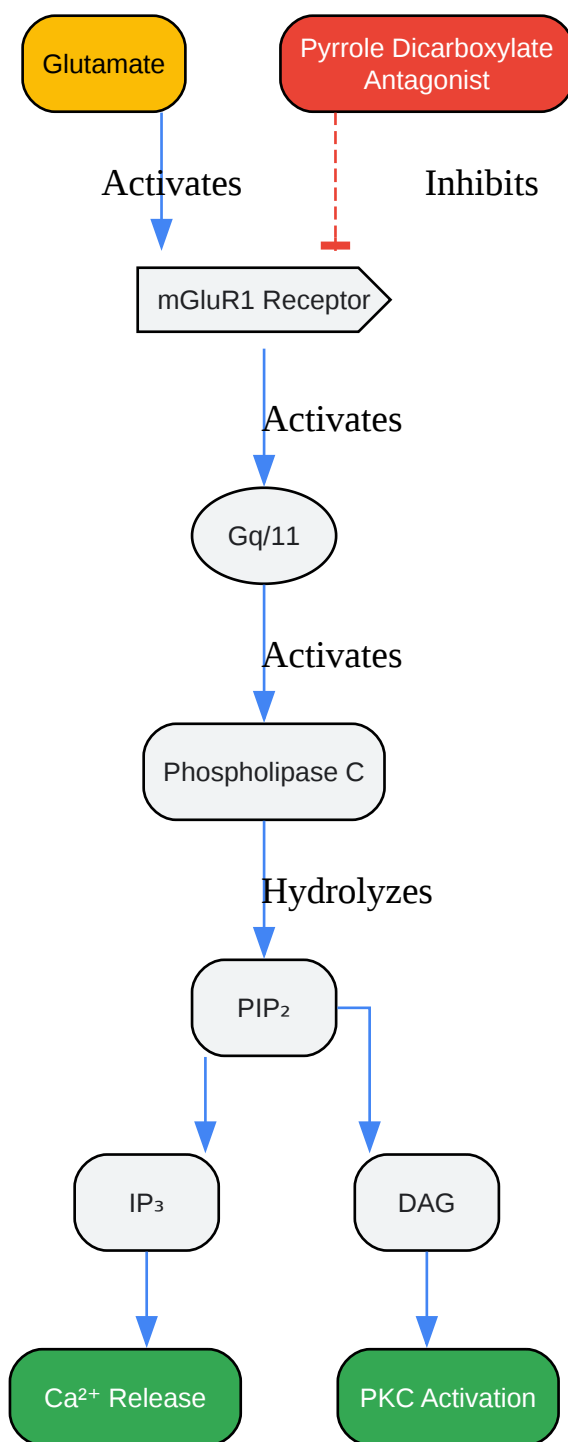 Glutamate
Pyrrole Dicarboxylate
Antagonist
Activates
Inhibits
mGluR1 Receptor
Activates
Gq/11
Activates
Phospholipase C
Hydrolyzes
PIP₂
IP₃
DAG
Ca²⁺ Release
PKC Activation